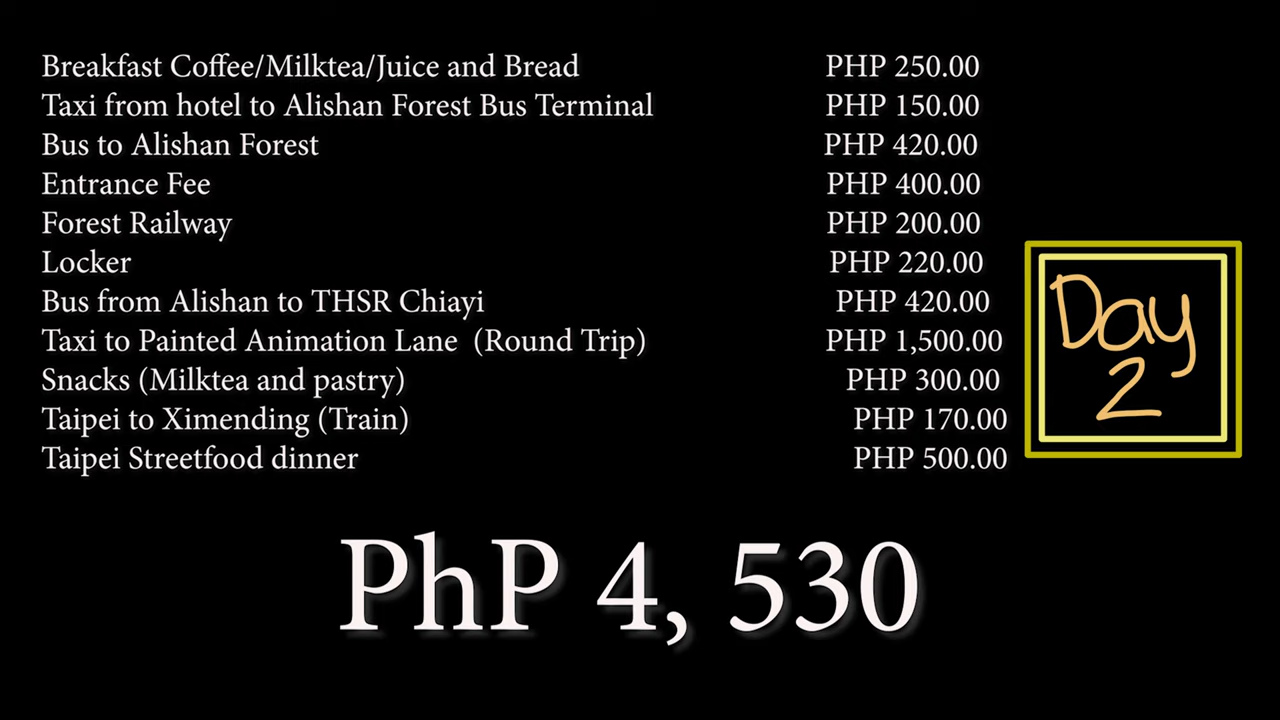 Breakfast Coffee/Milktea/Juice and Bread PHP 250.00
Taxi from hotel to Alishan Forest Bus Terminal PHP 150.00
Bus to Alishan Forest PHP 420.00
Entrance Fee PHP 400.00
Forest Railway PHP 200.00
Locker PHP 220.00
Bus from Alishan to THSR Chiayi PHP 420.00
Taxi to Painted Animation Lane (Round Trip) PHP 1,500.00
Snacks (Milktea and pastry) PHP 300.00
Taipei to Ximending (Train) PHP 170.00
Taipei Streetfood dinner PHP 500.00
Day
2
PhP 4, 530